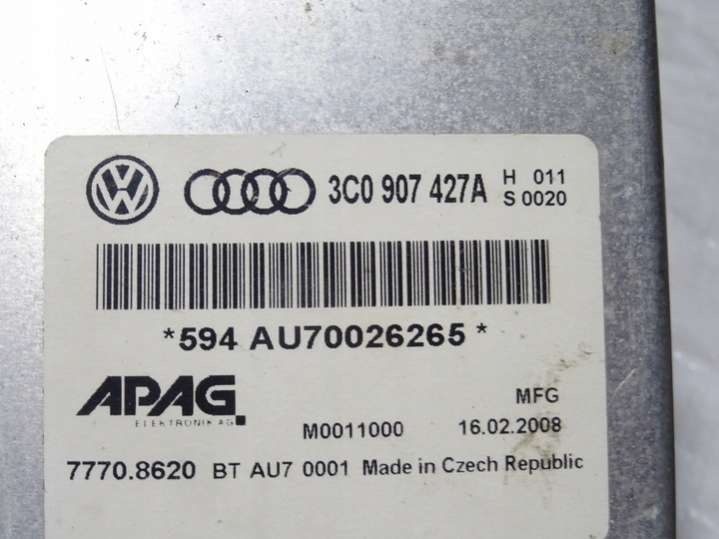 3C0 907 427A H 011
S 0020
*594 AU70026265*
APAG
ELEKTRONIK AG
MFG
M0011000 16.02.2008
7770.8620 BT AU7 0001 Made in Czech Republic